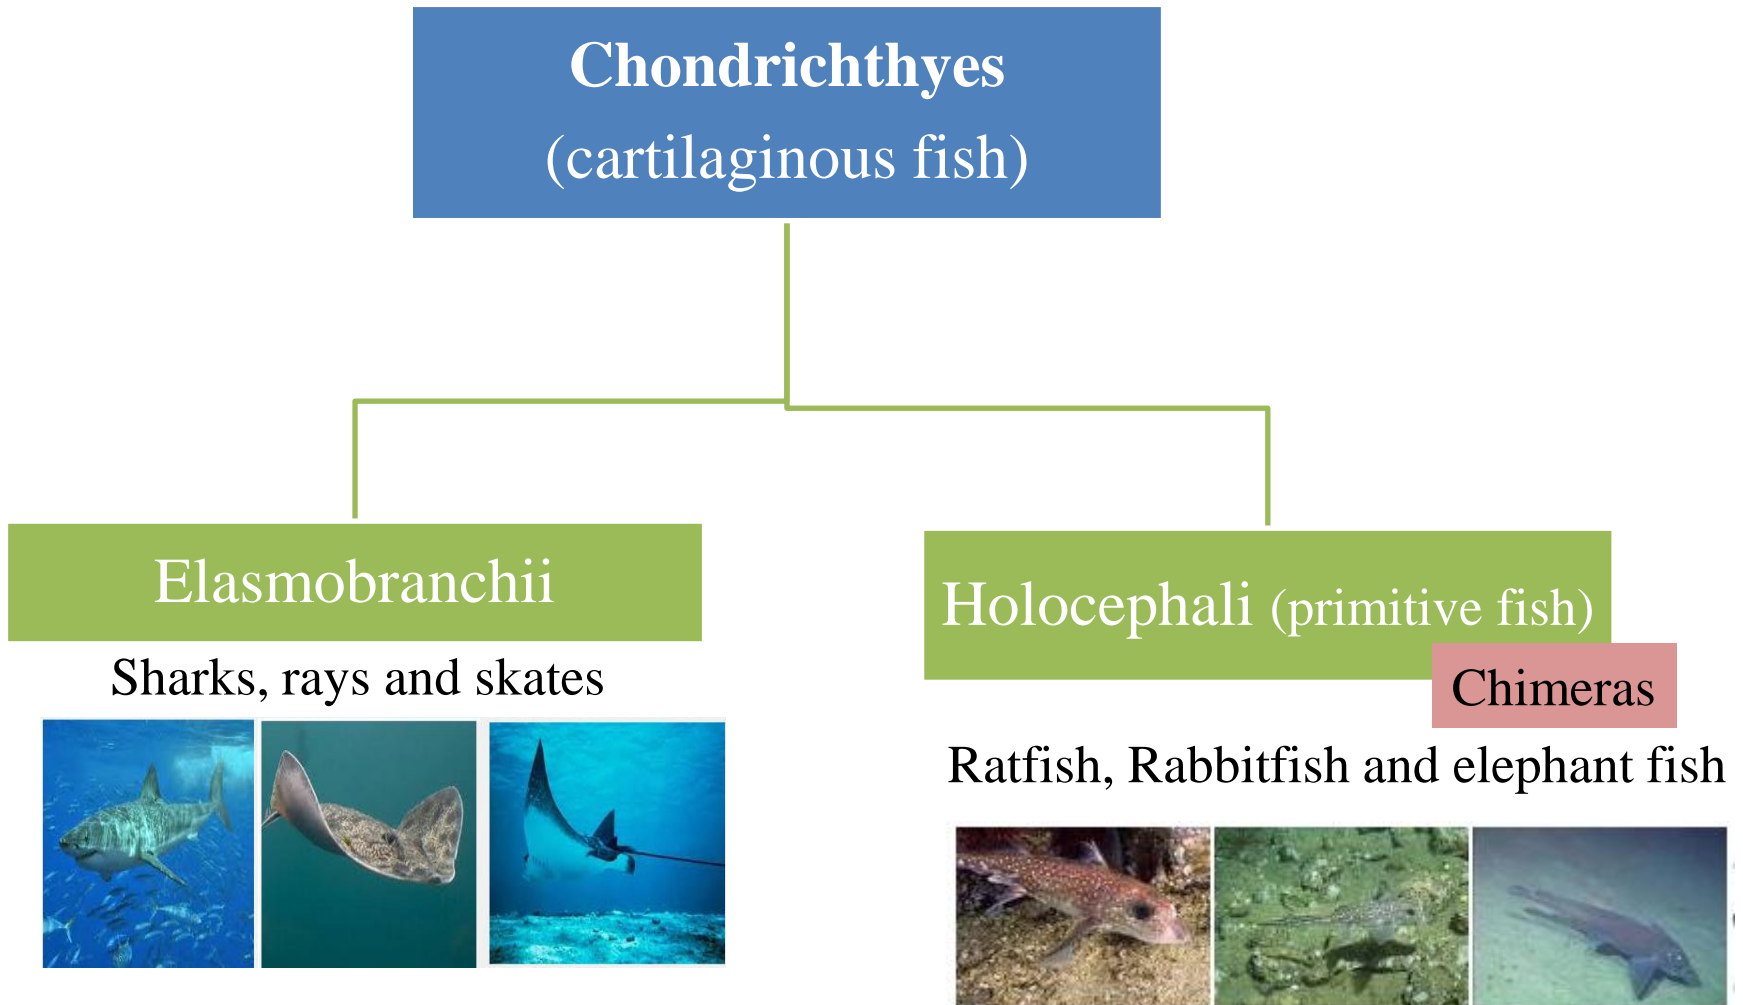 Chondrichthyes
(cartilaginous fish)
Elasmobranchii
Sharks, rays and skates
Holocephali (primitive fish)
Chimeras
Ratfish, Rabbitfish and elephant fish